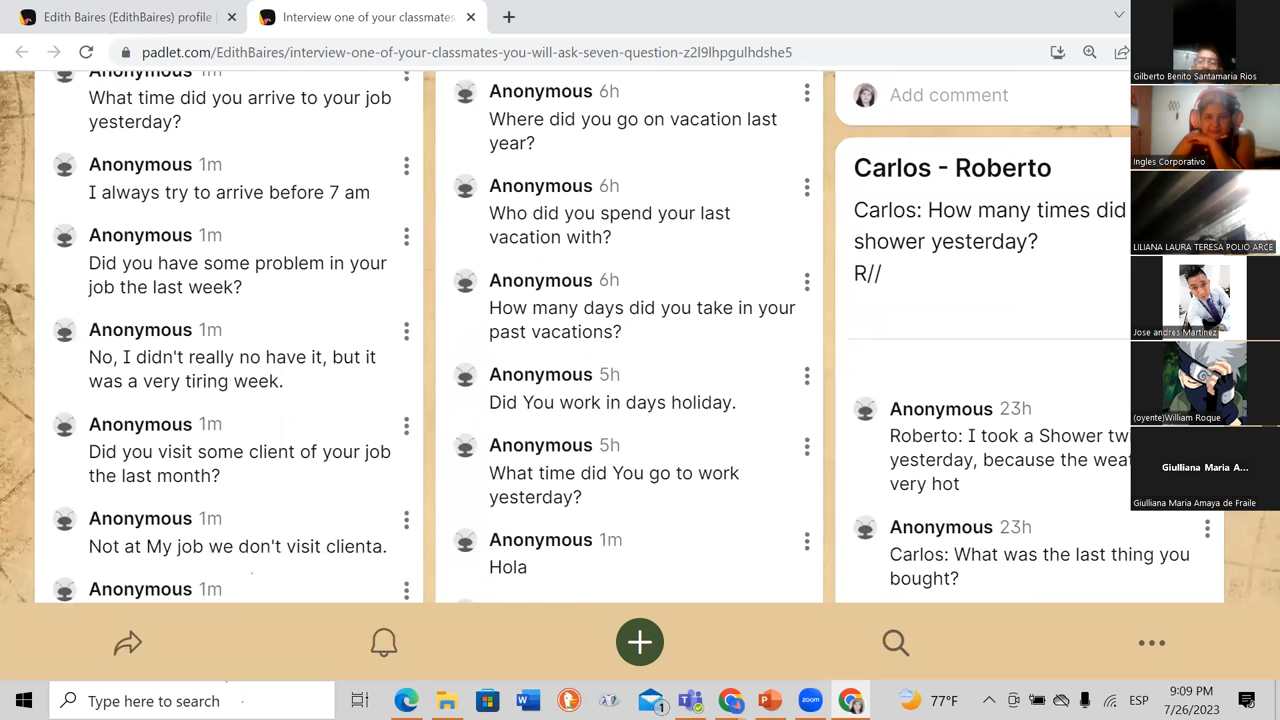 Edith Baires (EdithBaires) profile |
Interview one of your classmates
padlet.com/EdithBaires/interview-one-of-your-classmates-you-will-ask-seven-question-z2l9lhpgulhdshe5
Anonymous 1m
What time did you arrive to your job
yesterday?
Anonymous 1m
I always try to arrive before 7 am
Anonymous 1m
Did you have some problem in your
job the last week?
Anonymous 1m
No, I didn't really no have it, but it
was a very tiring week.
Anonymous 1m
Did you visit some client of your job
the last month?
Anonymous 1m
Not at My job we don't visit clienta.
Anonymous 1m
Anonymous 6h
Where did you go on vacation last
year?
Anonymous 6h
Who did you spend your last
vacation with?
Anonymous 6h
How many days did you take in your
past vacations?
Anonymous 5h
Did You work in days holiday.
Anonymous 5h
What time did You go to work
yesterday?
Anonymous 1m
Hola
Add comment
Carlos - Roberto
Carlos: How many times did
shower yesterday?
R//
Anonymous 23h
Roberto: I took a Shower tw
yesterday, because the wea
very hot
Anonymous 23h
Carlos: What was the last thing you
bought?
Gilberto Benito Santamaria Rios
Ingles Corporativo
LILIANA LAURA TERESA POLIO ARCE
Jose andres Martinez
(oyente)William Roque
Giulliana Maria A...
Giulliana Maria Amaya de Fraile
Type here to search
1
zoom
77°F
ESP
9:09 PM
7/26/2023